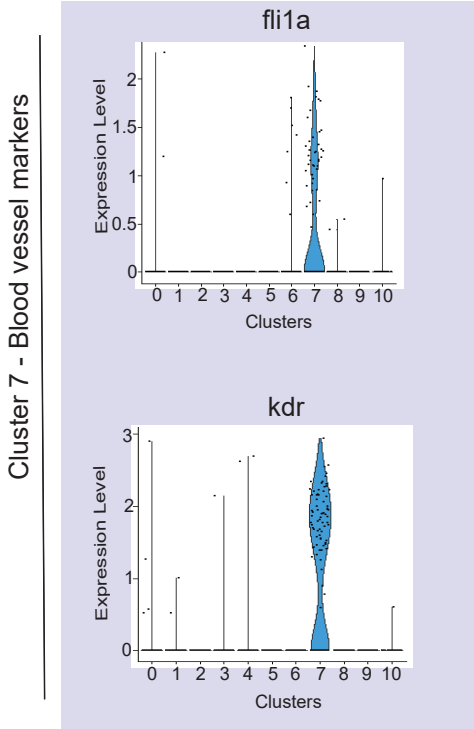 Cluster 7 - Blood vessel markers
fli1a
Expression Level
2
1.5
1
0.5
0
0 1 2 3 4 5 6 7 8 9 10
Clusters
kdr
Expression Level
3
2
1
0
0 1 2 3 4 5 6 7 8 9 10
Clusters